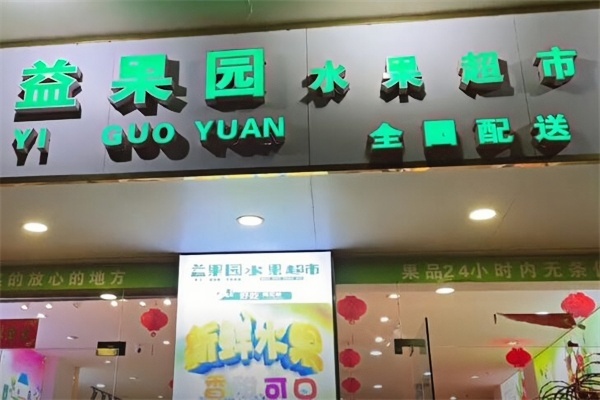 益果园 水果超市
YI GUO YUAN 全国配送
的放心的地方
果品24小时内无条
益果园水果超市
新鲜水果
香甜可口